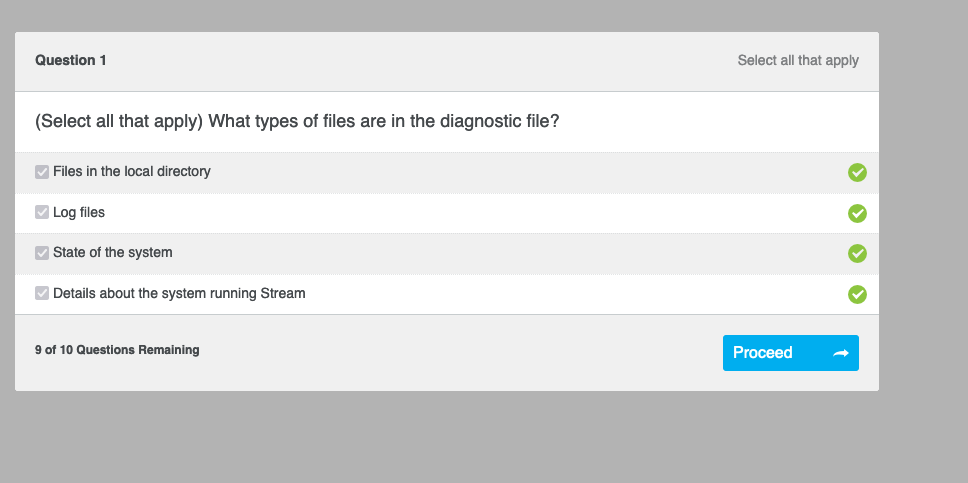 Question 1
Select all that apply
(Select all that apply) What types of files are in the diagnostic file?
Files in the local directory
Log files
State of the system
Details about the system running Stream
9 of 10 Questions Remaining
Proceed